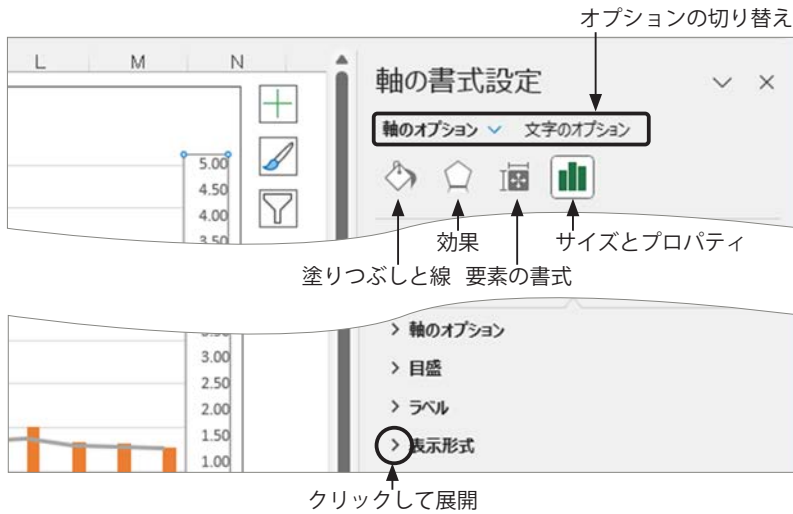 オプションの切り替え
L M N
軸の書式設定
軸のオプション 文字のオプション
5.00
4.50
4.00
3.50
効果 サイズとプロパティ
塗りつぶしと線 要素の書式
軸のオプション
3.00
目盛
2.50
2.00
ラベル
1.50
表示形式
1.00
クリックして展開